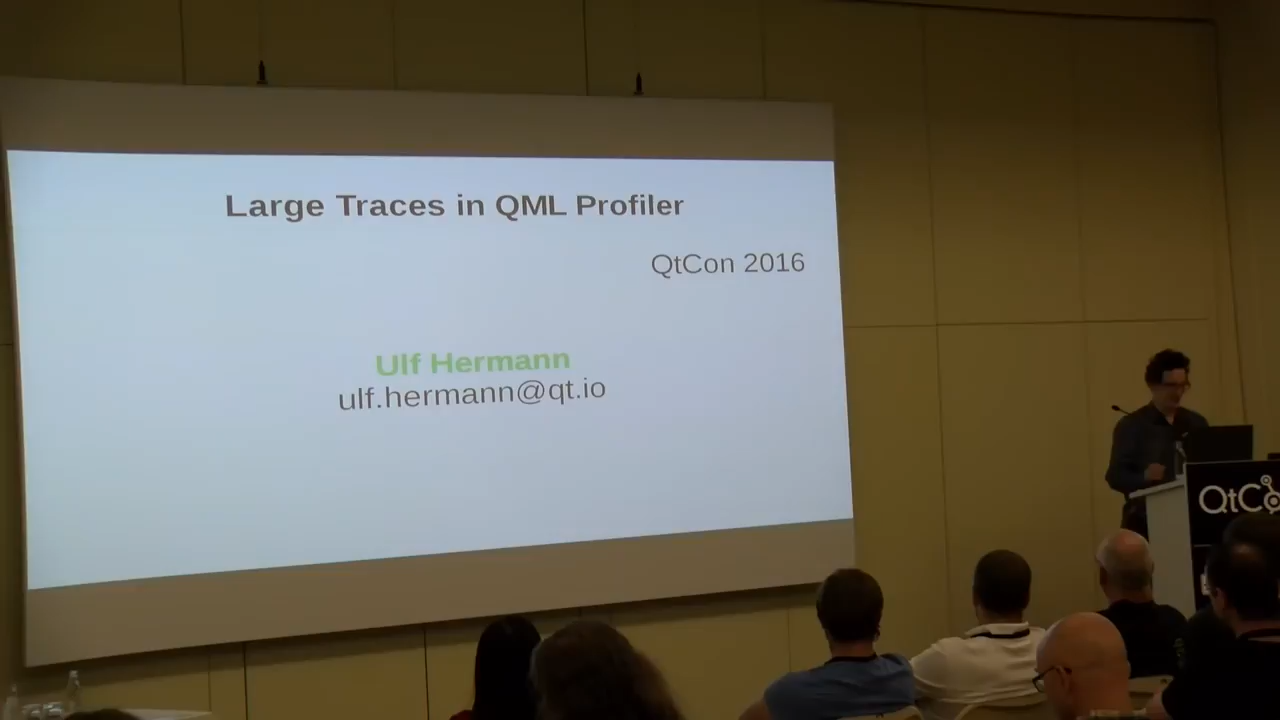 Large Traces in QML Profiler
QtCon 2016
Ulf Hermann
ulf.hermann@qt.io
QtCo